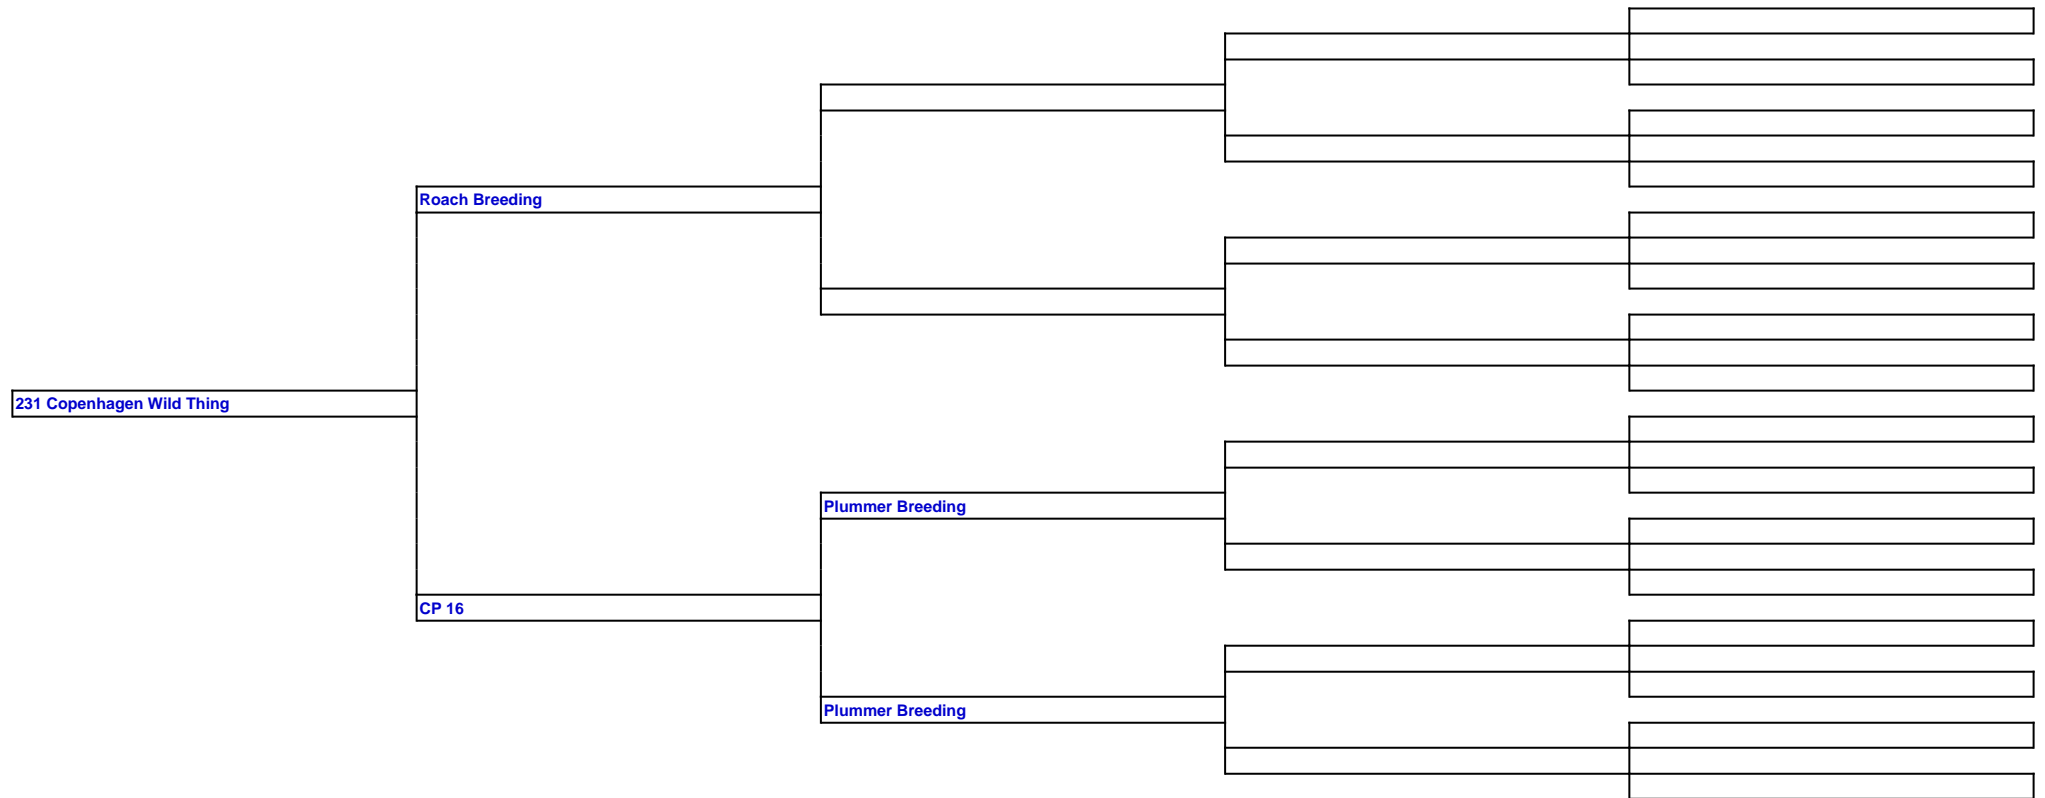 Roach Breeding
231 Copenhagen Wild Thing
Plummer Breeding
CP 16
Plummer Breeding